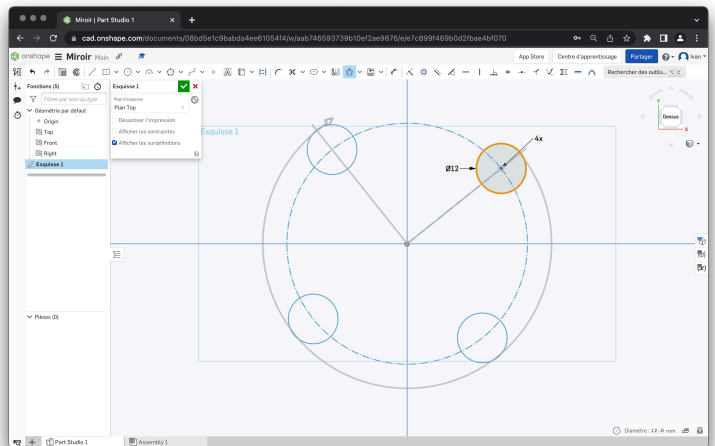 Miroir | Part Studio 1
cad.onshape.com/documents/08bd5e1c9babda4ee61054f4/w/aab746593739b10ef2ae9876/e/e7c899f469b0d2fbae4bf070
onshape Miroir Main
App Store Centre d'apprentissage Partager Ivan
Rechercher des outils... ⌥ c
Fonctions (5)
Filtrer par nom ou type
Géométrie par défaut
Origin
Top
Front
Right
Esquisse 1
Esquisse 1
Plan d'esquisse
Plan Top
Désactiver l'impression
Afficher les contraintes
Afficher les surdéfinitions
Esquisse 1
4x
Ø12
Z
Y
Dessus
X
Pièces (0)
Diamètre: 12.0 mm
Part Studio 1
Assembly 1